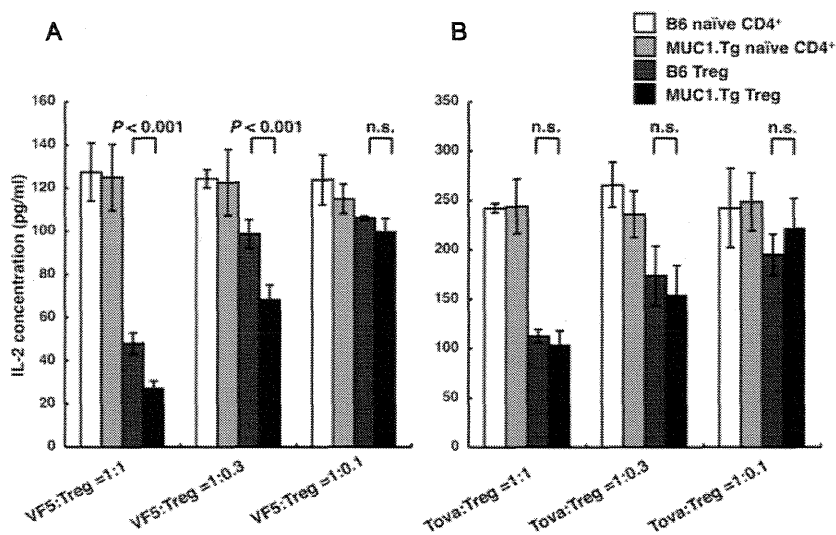 A
B
B6 naïve CD4+
MUC1.Tg naïve CD4+
B6 Treg
MUC1.Tg Treg
IL-2 concentration (pg/ml)
160
140
120
100
80
60
40
20
0
P < 0.001
P < 0.001
n.s.
VF5:Treg =1:1
VF5:Treg =1:0.3
VF5:Treg =1:0.1
350
300
250
200
150
100
50
0
n.s.
n.s.
n.s.
Tova:Treg =1:1
Tova:Treg =1:0.3
Tova:Treg =1:0.1